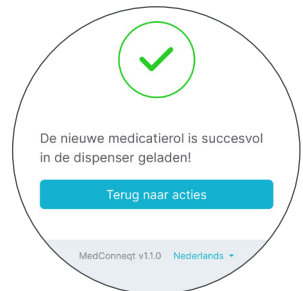 De nieuwe medicatierol is succesvol
in de dispenser geladen!
Terug naar acties
MedConneqt v1.1.0 Nederlands